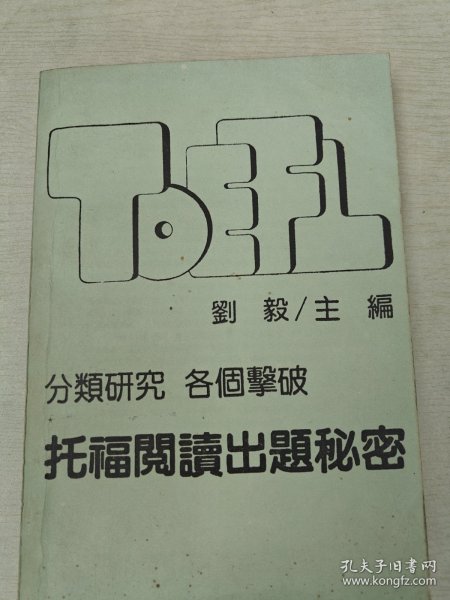 TOEFL
劉毅/主編
分類研究 各個擊破
托福閱讀出題秘密
孔夫子旧书网
www.kongfz.com